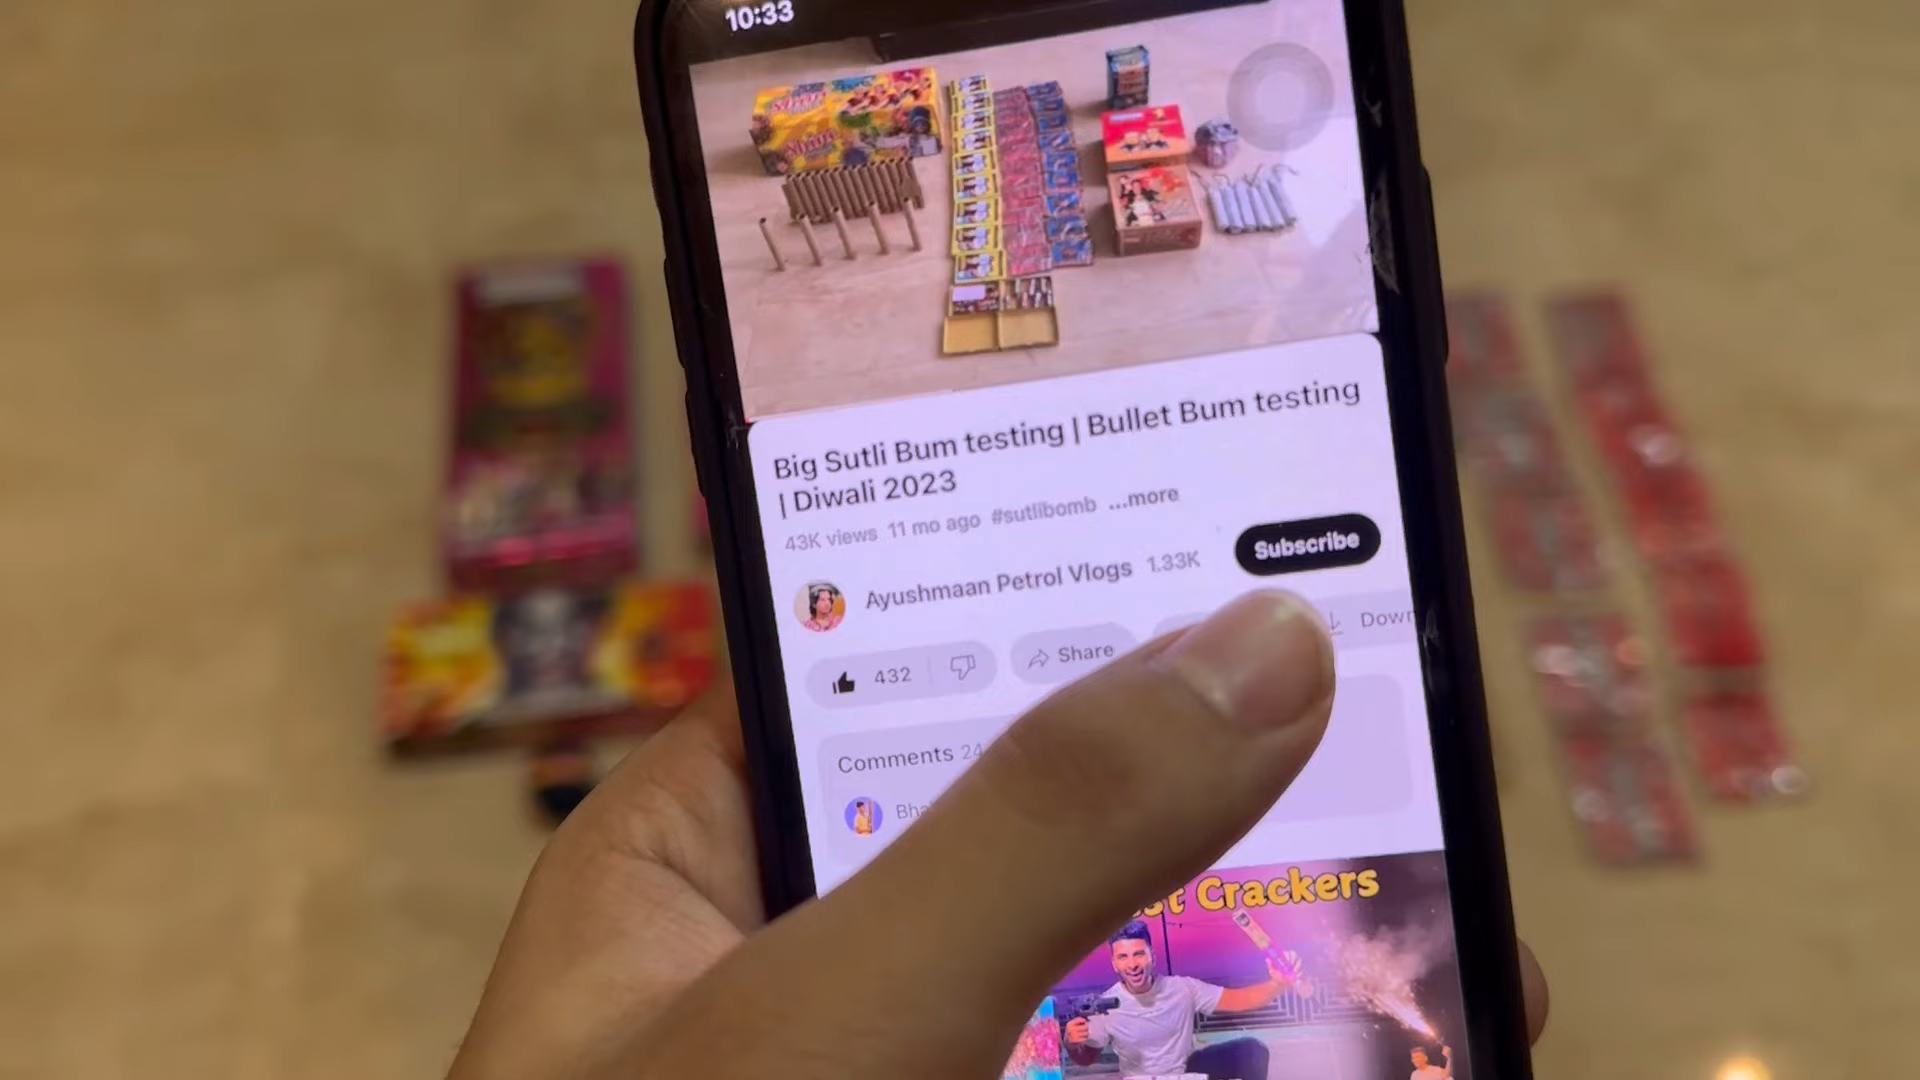 10:33
Big Sutli Bum testing | Bullet Bum testing
| Diwali 2023
43K views 11 mo ago #sutlibomb ...more
Subscribe
Ayushmaan Petrol Vlogs 1.33K
432
Share
Comments
Crackers